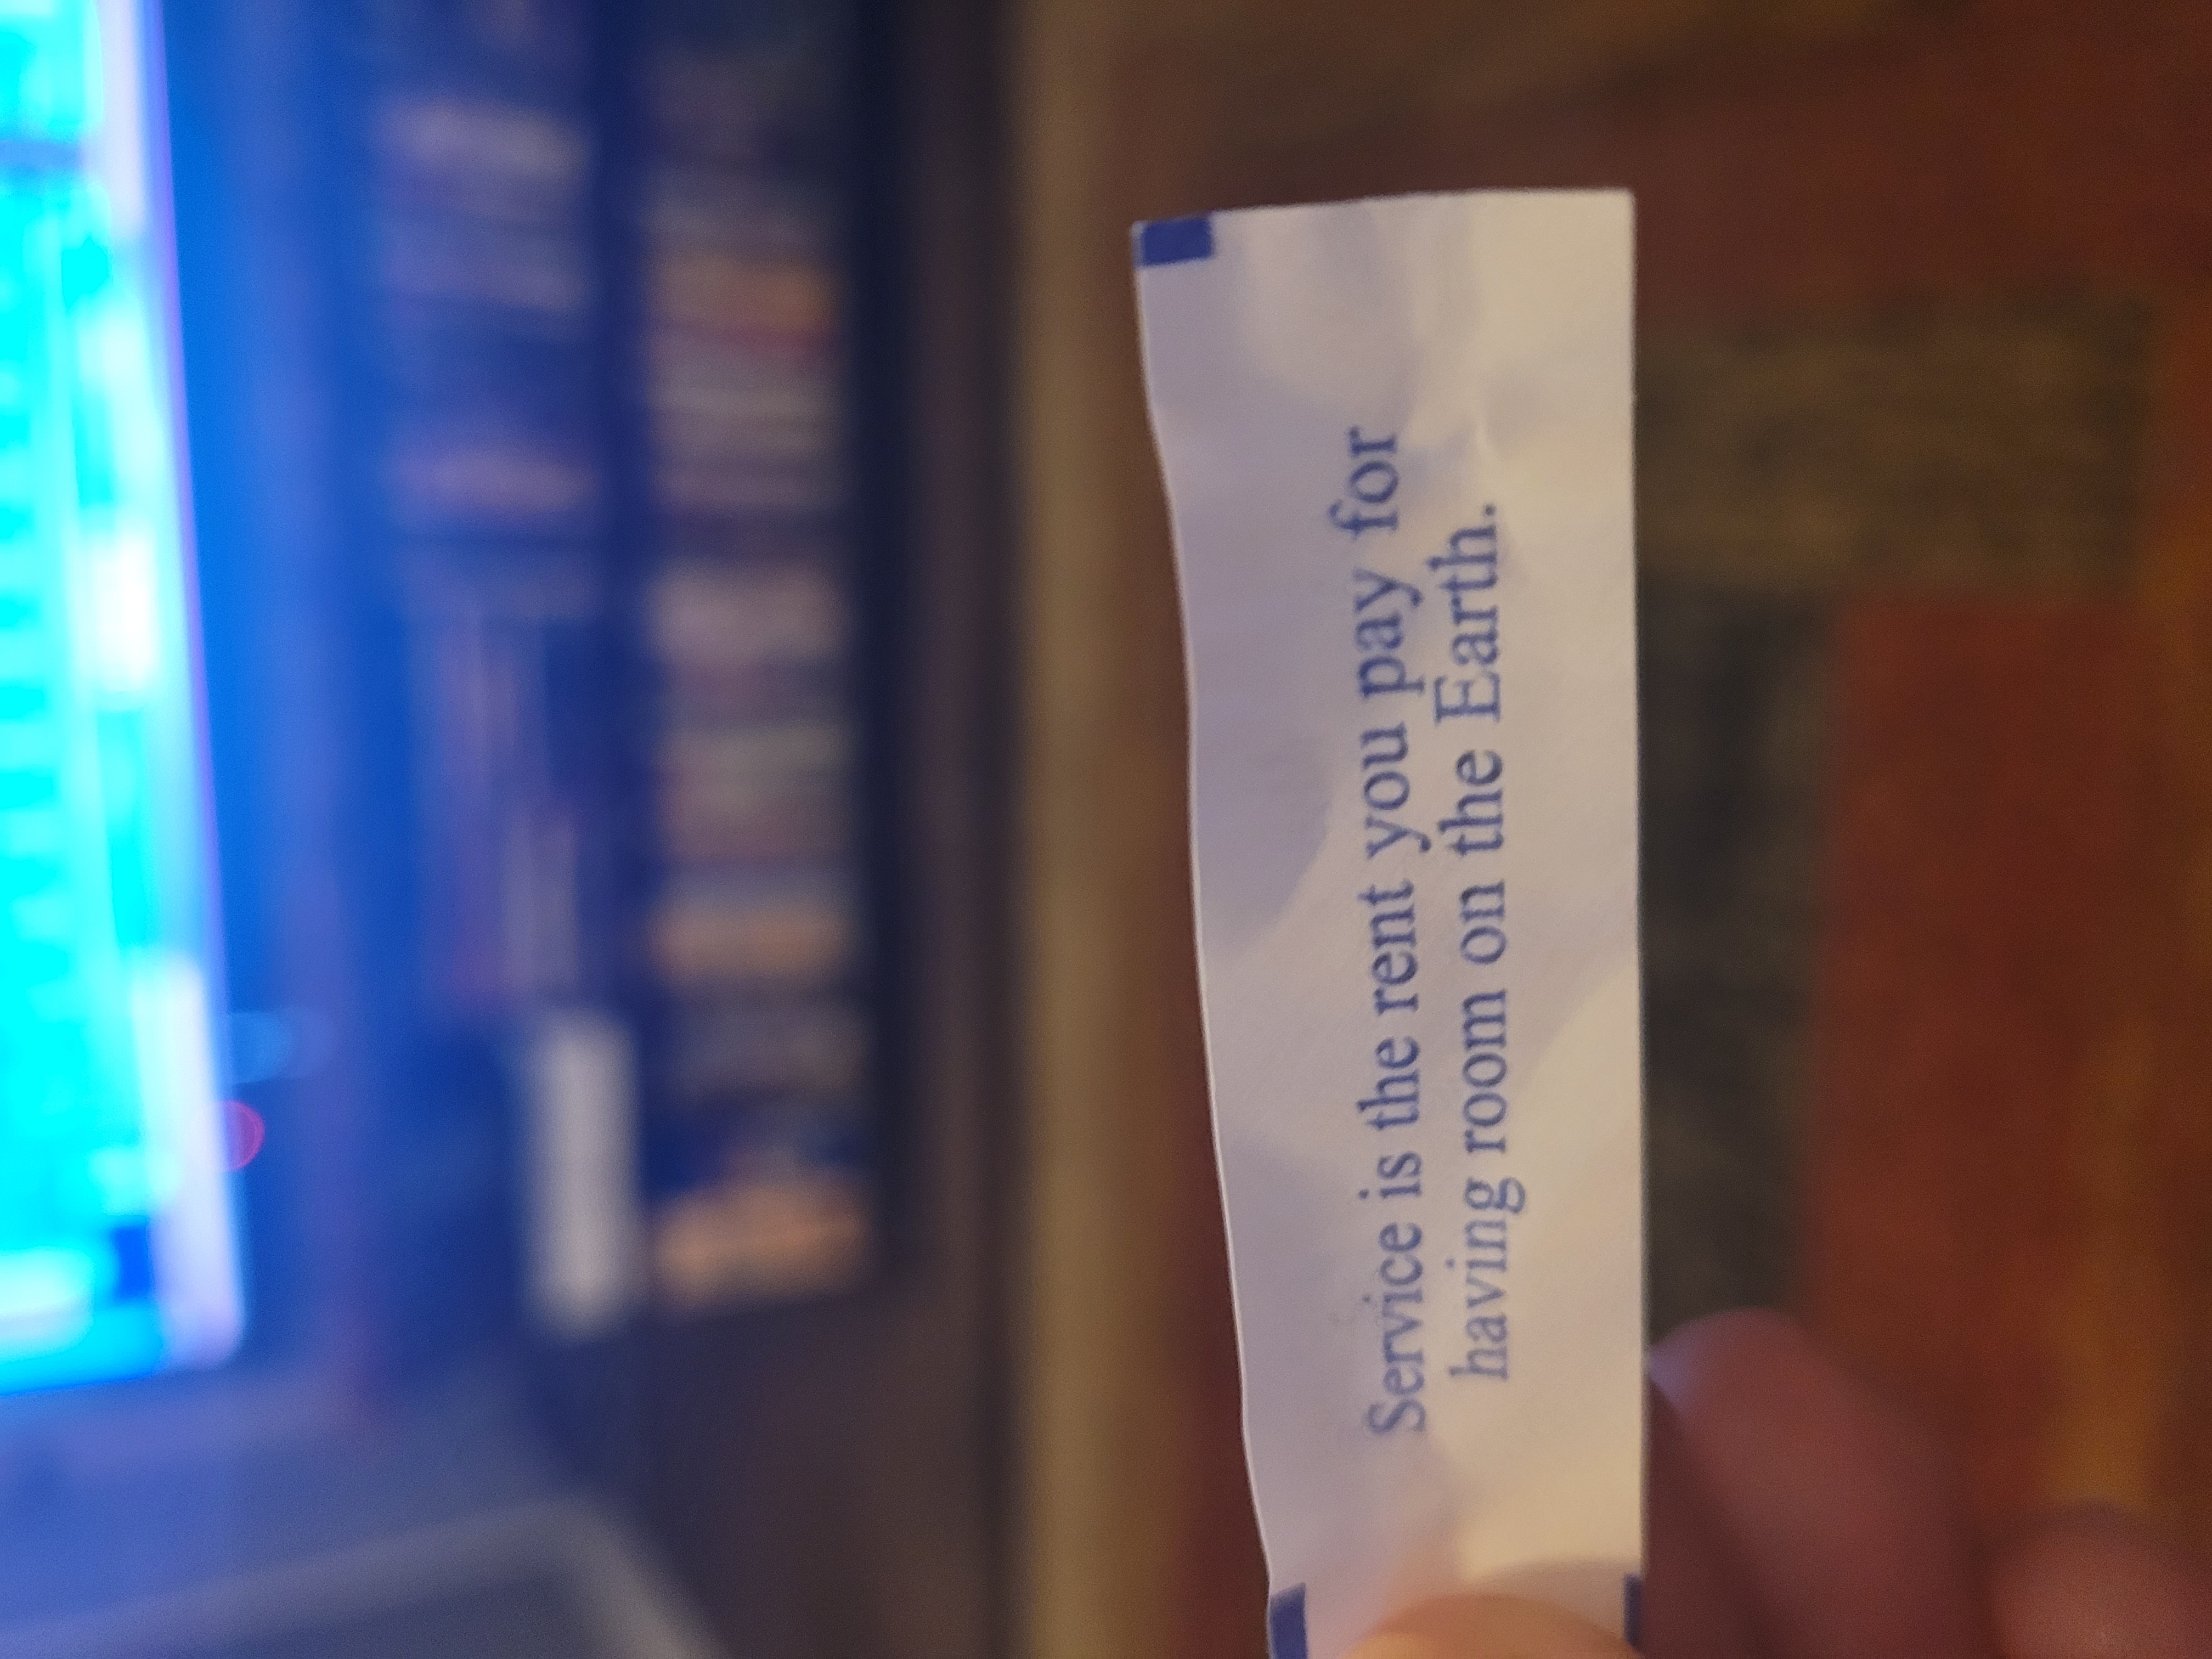 Service is the rent you pay for
having room on the Earth.